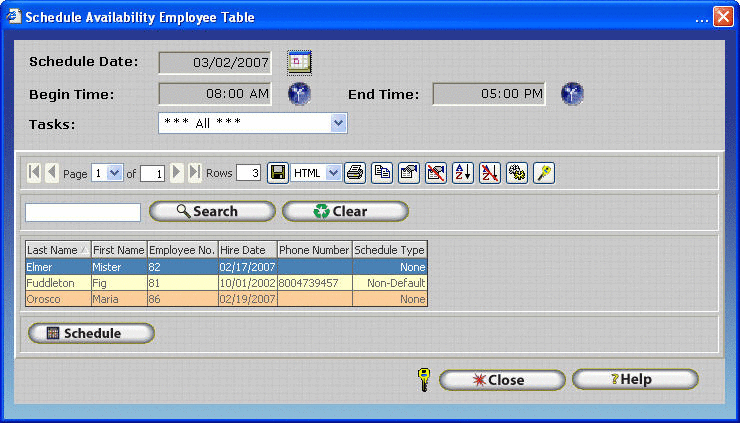 Schedule Availability Employee Table ...
Schedule Date: 03/02/2007
Begin Time: 08:00 AM End Time: 05:00 PM
Tasks: *** All ***
Page 1 of 1 Rows 3 HTML
Search Clear
Last Name First Name Employee No. Hire Date Phone Number Schedule Type
Elmer Mister 82 02/17/2007 None
Fuddleton Fig 81 10/01/2002 8004739457 Non-Default
Orosco Maria 86 02/19/2007 None
Schedule
Close ?Help